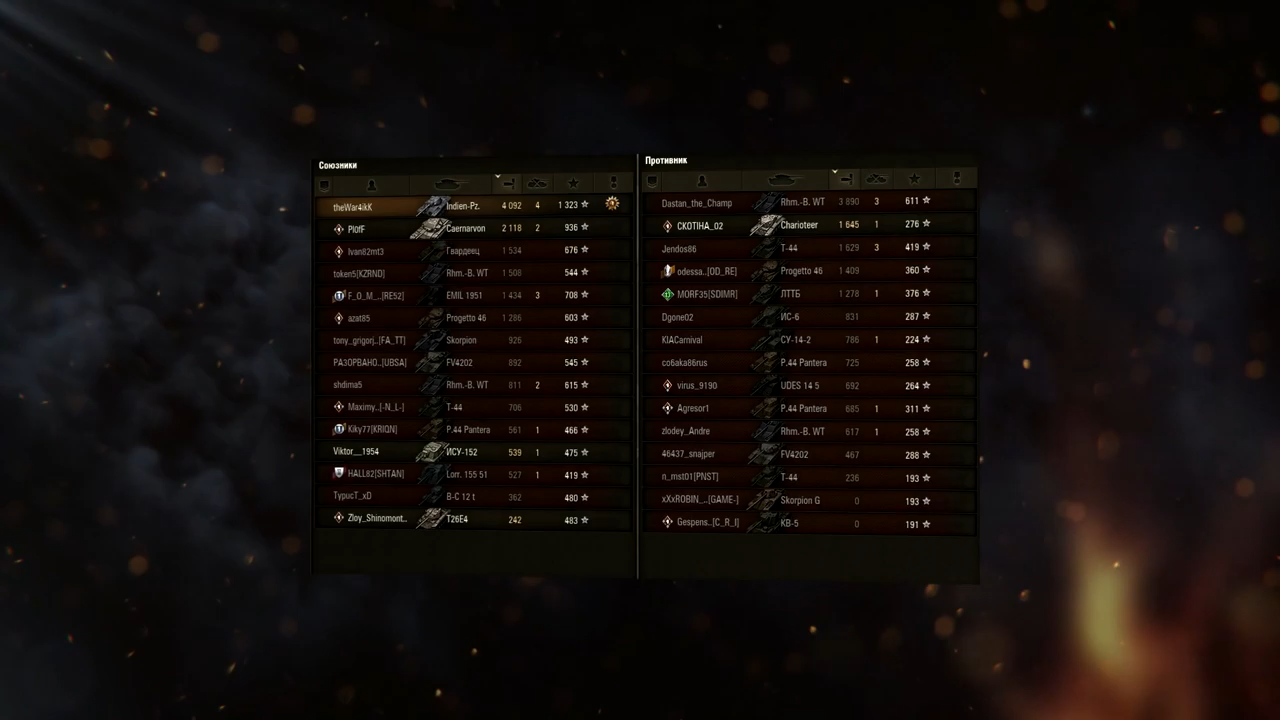 Союзники
theWar4ikK Indien-Pz. 4 092 4 1 323
PlofF Caernarvon 2 118 2 936
Ivan82mt3 Гвардеец 1 534 676
token5[KZRND] Rhm.-B. WT 1 508 544
F_O_M_..[RE52] EMIL 1951 1 434 3 708
azat85 Progetto 46 1 286 603
tony_grigorj..[FA_TT] Skorpion 926 493
РАЗОРВАНО..[UBSA] FV4202 892 545
shdima5 Rhm.-B. WT 811 2 615
Maximy...[-N_L-] T-44 706 530
Kiky77[KRIQN] P.44 Pantera 561 1 466
Viktor__1954 ИСУ-152 539 1 475
HALL82[SHTAN] Lorr. 155 51 527 1 419
TypucT_xD B-C 12 t 362 480
Zloy_Shinomont.. T26E4 242 483
Противник
Dastan_the_Champ Rhm.-B. WT 3 890 3 611
CKOTIHA_02 Charioteer 1 645 1 276
Jendos86 T-44 1 629 3 419
odessa..[OD_RE] Progetto 46 1 409 360
MORF35[SDIMR] ЛТТБ 1 278 1 376
Dgone02 ИС-6 831 287
KIACarnival СУ-14-2 786 1 224
co6aka86rus P.44 Pantera 725 258
virus_9190 UDES 14 5 692 264
Agresor1 P.44 Pantera 685 1 311
zlodey_Andre Rhm.-B. WT 617 1 258
46437_snajper FV4202 467 288
n_mst01[PNST] T-44 236 193
xXxROBIN_..[GAME-] Skorpion G 0 193
Gespens..[C_R_I] КВ-5 0 191